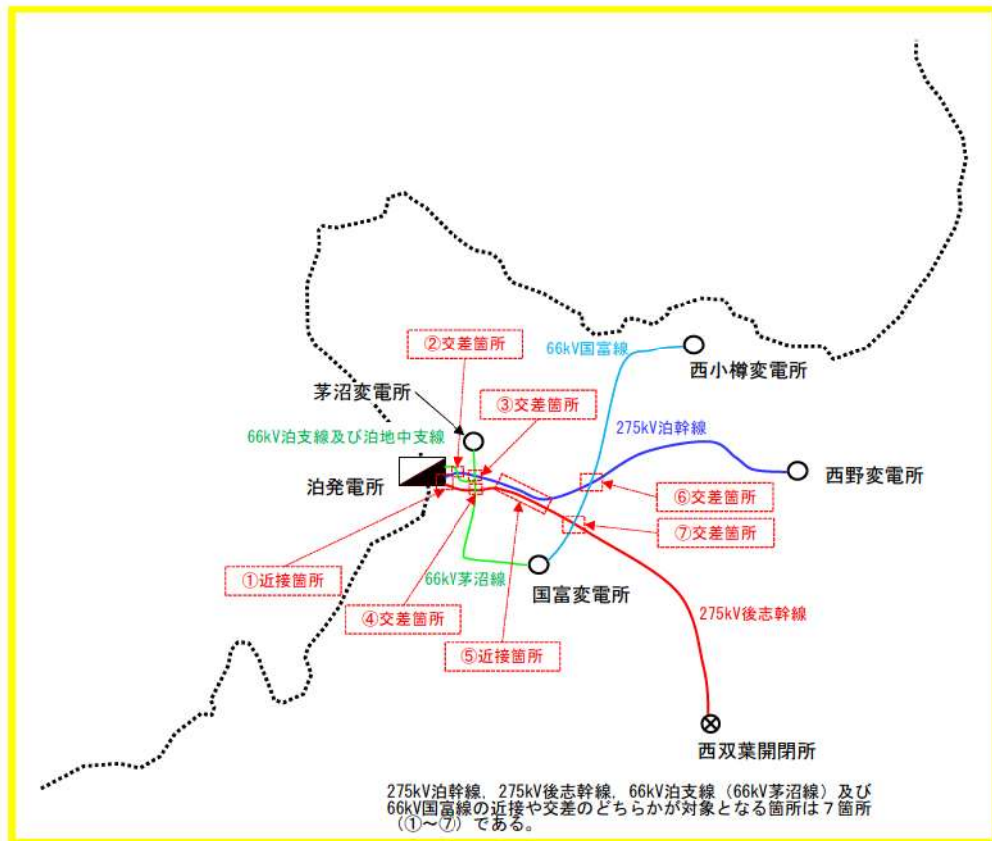 ②交差箇所
66kV国富線
西小樽変電所
茅沼変電所
③交差箇所
275kV泊幹線
66kV泊支線及び泊地中支線
西野変電所
泊発電所
⑥交差箇所
⑦交差箇所
①近接箇所
66kV茅沼線
国富変電所
275kV後志幹線
④交差箇所
⑤近接箇所
西双葉開閉所
275kV泊幹線，275kV後志幹線，66kV泊支線（66kV茅沼線）及び
66kV国富線の近接や交差のどちらかが対象となる箇所は７箇所
（①～⑦）である。